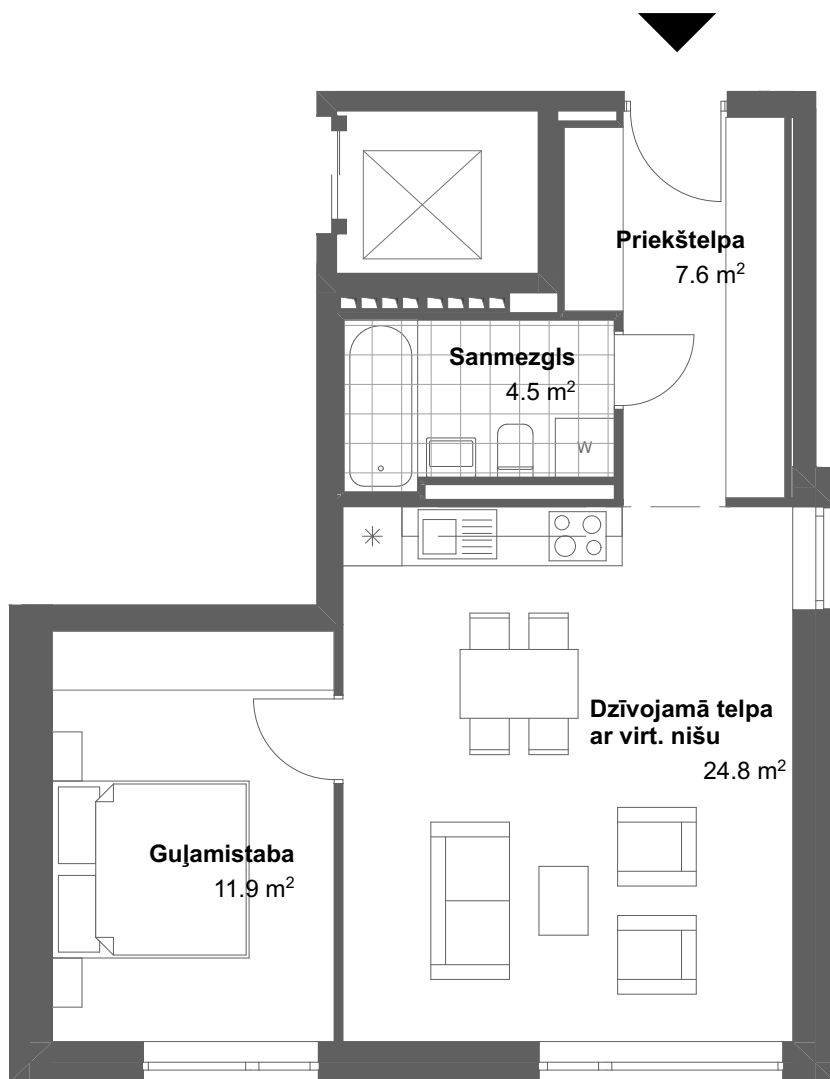 Priekštelpa
7.6 m²
Sanmezgls
4.5 m²
W
Dzīvojamā telpa
ar virt. nišu
24.8 m²
Guļamistaba
11.9 m²